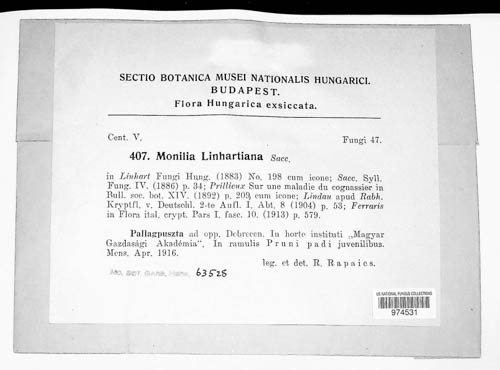 SECTIO BOTANICA MUSEI NATIONALIS HUNGARICI.
BUDAPEST.
Flora Hungarica exsiccata.
Cent. V.
Fungi 47.
407. Monilia Linhartiana Sacc.
in Linhart Fungi Hung. (1883) No. 198 cum icone; Sacc. Syll.
Fung. IV. (1886) p. 34; Prillieux Sur une maladie du cognassier in
Bull. soc. bot. XIV. (1892) p. 209, cum icone; Lindau apud Rabh.
Kryptfl. v. Deutschl. 2-te Aufl. I. Abt. 8 (1904) p. 53; Ferraris
in Flora ital. crypt. Pars I. fasc. 10. (1913) p. 579.
Pallagpuszta ad opp. Debrecen. In horto instituti „Magyar
Gazdasági Akadémia“. In ramulis Pruni padi juvenilibus.
Mens. Apr. 1916.
leg. et det. R. Rapaics.
MO. BOT. GARD. HERB. 63528
US NATIONAL FUNGUS COLLECTIONS
974531